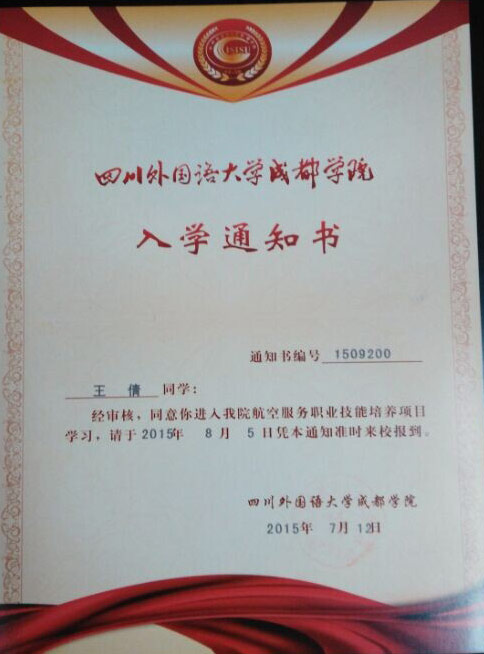 四川外国语大学成都学院
入学通知书
通知书编号 1509200
王 倩 同学：
经审核，同意你进入我院航空服务职业技能培养项目
学习，请于2015年 8月 5日凭本通知准时来校报到。
四川外国语大学成都学院
2015年 7月 12日